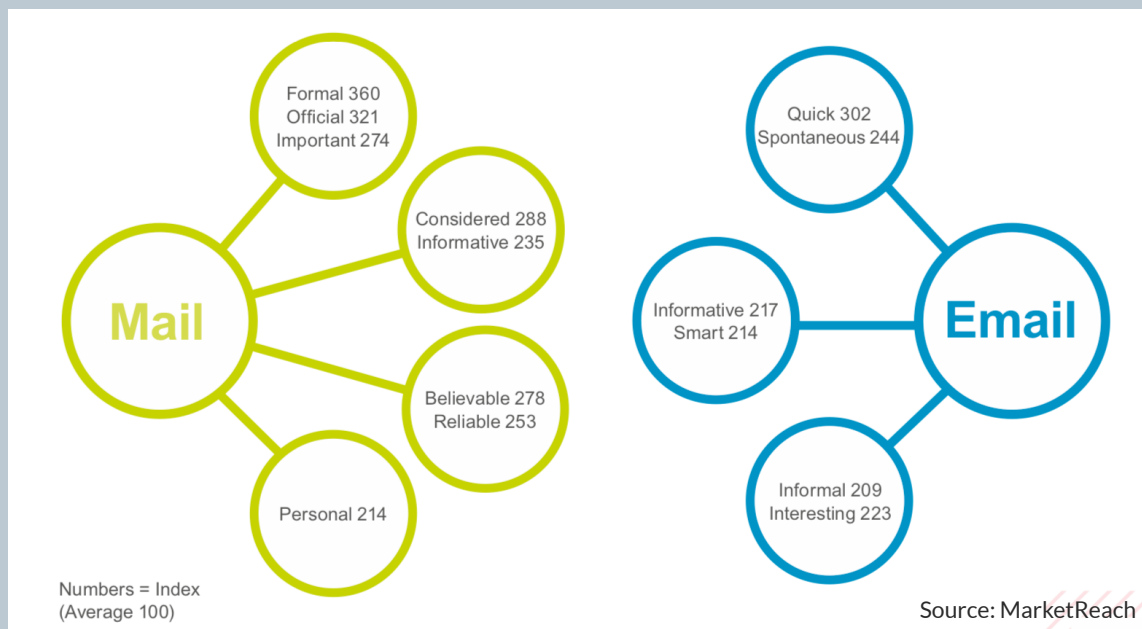 Formal 360
Official 321
Important 274
Considered 288
Informative 235
Mail
Believable 278
Reliable 253
Personal 214
Numbers = Index
(Average 100)
Quick 302
Spontaneous 244
Informative 217
Smart 214
Email
Informal 209
Interesting 223
Source: MarketReach